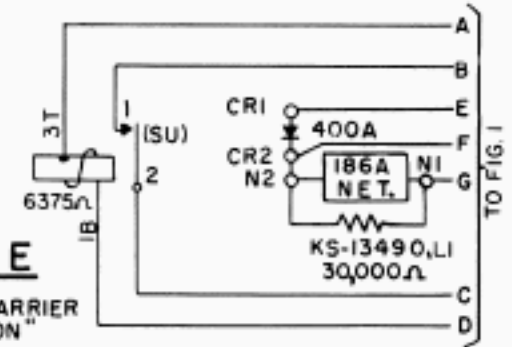 A
B
1
3T
(SU)
2
6375Ω
1B
CR1
E
400A
F
CR2
186A
NET.
N1
N2
G
KS-13490,L1
30,000Ω
C
D
TO FIG. 1
E
ARRIER
ON"